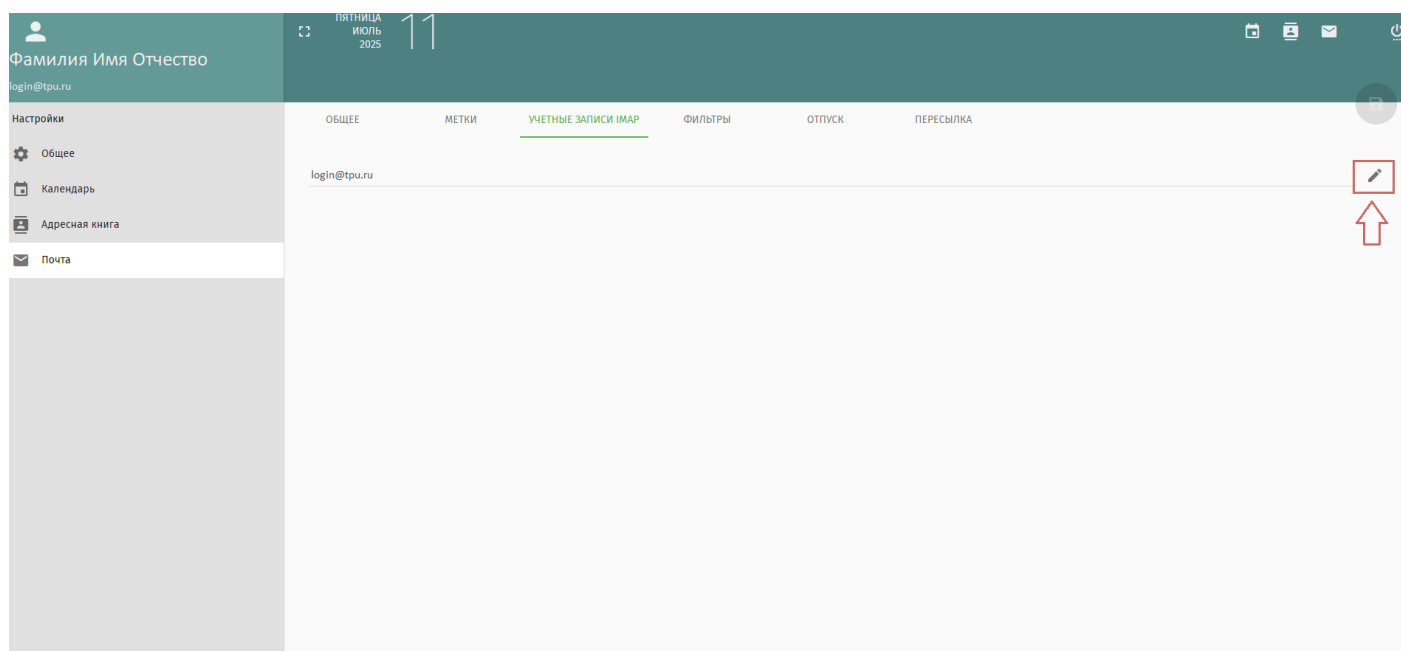 Фамилия Имя Отчество
login@tpu.ru
ПЯТНИЦА
ИЮЛЬ
2025
11
Настройки
Общее
Календарь
Адресная книга
Почта
ОБЩЕЕ МЕТКИ УЧЕТНЫЕ ЗАПИСИ IMAP ФИЛЬТРЫ ОТПУСК ПЕРЕСЫЛКА
login@tpu.ru